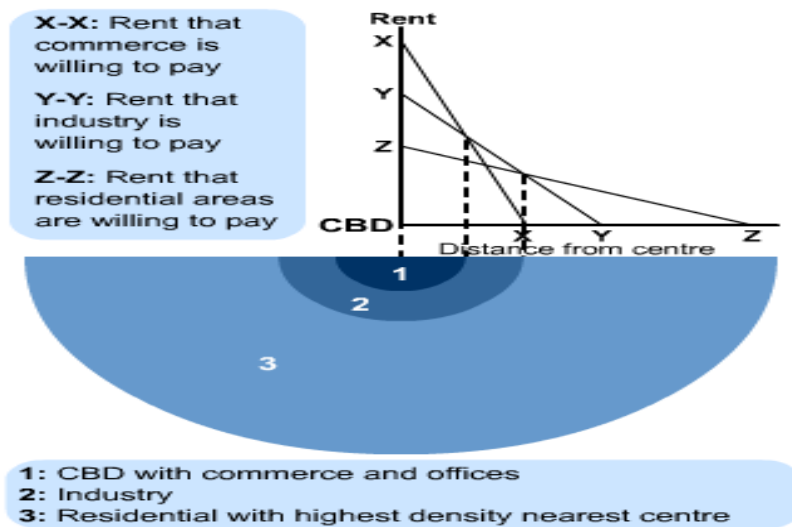 X-X: Rent that
commerce is
willing to pay
Y-Y: Rent that
industry is
willing to pay
Z-Z: Rent that
residential areas
are willing to pay
Rent
X
Y
Z
CBD
X
Y
Z
Distance from centre
1
2
3
1: CBD with commerce and offices
2: Industry
3: Residential with highest density nearest centre